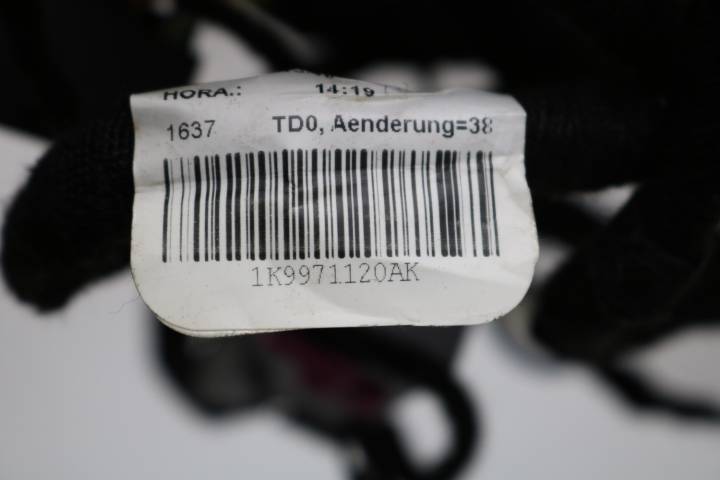 HORA.: 14:19
1637 TD0, Aenderung=38
1K9971120AK